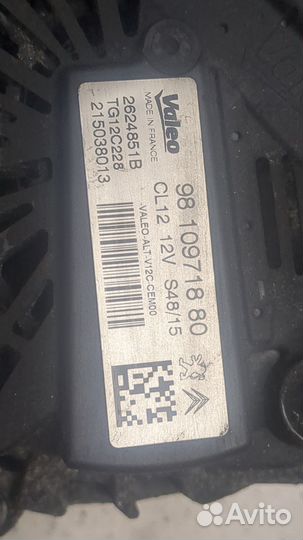 Valeo
MADE IN FRANCE
2624851B
TG12C228
215038013
98 109718 80
CL12 12V S48/15
VALEO-ALT-V12C-CEM00
Avito